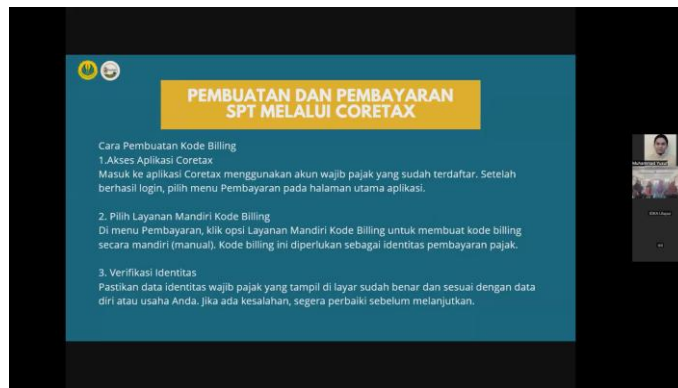 PEMBUATAN DAN PEMBAYARAN
SPT MELALUI CORETAX
Cara Pembuatan Kode Billing
1.Akses Aplikasi Coretax
Masuk ke aplikasi Coretax menggunakan akun wajib pajak yang sudah terdaftar. Setelah
berhasil login, pilih menu Pembayaran pada halaman utama aplikasi.
2. Pilih Layanan Mandiri Kode Billing
Di menu Pembayaran, klik opsi Layanan Mandiri Kode Billing untuk membuat kode billing
secara mandiri (manual). Kode billing ini diperlukan sebagai identitas pembayaran pajak.
3. Verifikasi Identitas
Pastikan data identitas wajib pajak yang tampil di layar sudah benar dan sesuai dengan data
diri atau usaha Anda. Jika ada kesalahan, segera perbaiki sebelum melanjutkan.
Muhammad Yusuf